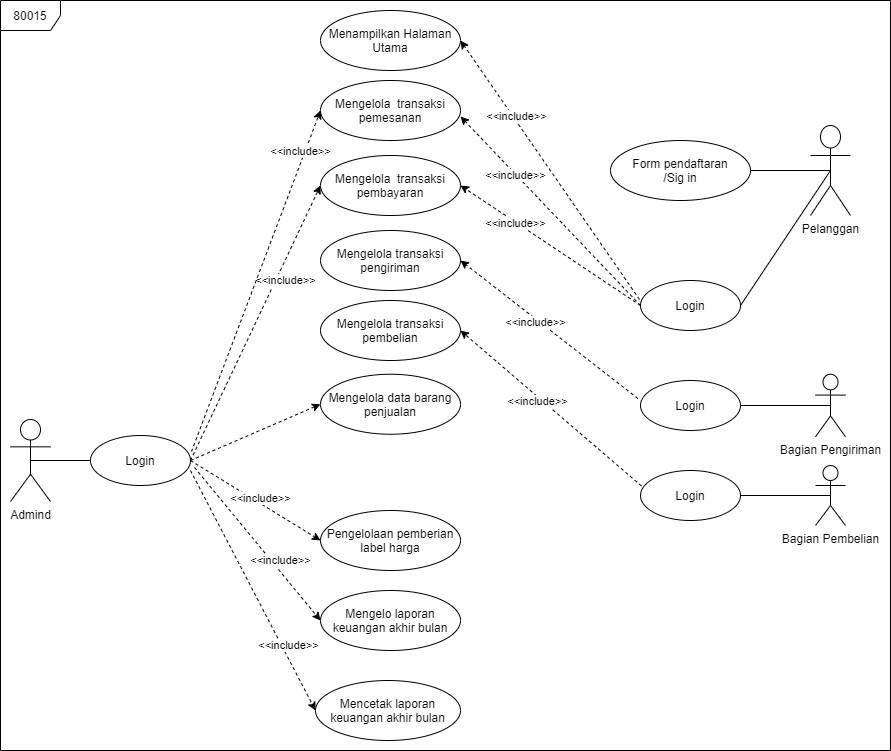 80015
Menampilkan Halaman
Utama
Mengelola transaksi
pemesanan
<<include>>
<<include>>
Form pendaftaran
/Sig in
Mengelola transaksi
pembayaran
<<include>>
<<include>>
Pelanggan
Mengelola transaksi
pengiriman
<<include>>
Login
Mengelola transaksi
pembelian
<<include>>
Mengelola data barang
penjualan
<<include>>
Login
Bagian Pengiriman
Login
Admind
<<include>>
Login
Bagian Pembelian
Pengelolaan pemberian
label harga
<<include>>
Mengelo laporan
keuangan akhir bulan
<<include>>
Mencetak laporan
keuangan akhir bulan